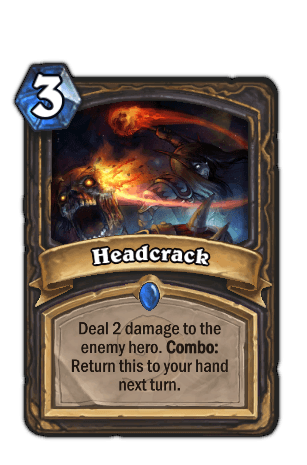 3
Headcrack
Deal 2 damage to the
enemy hero. Combo:
Return this to your hand
next turn.